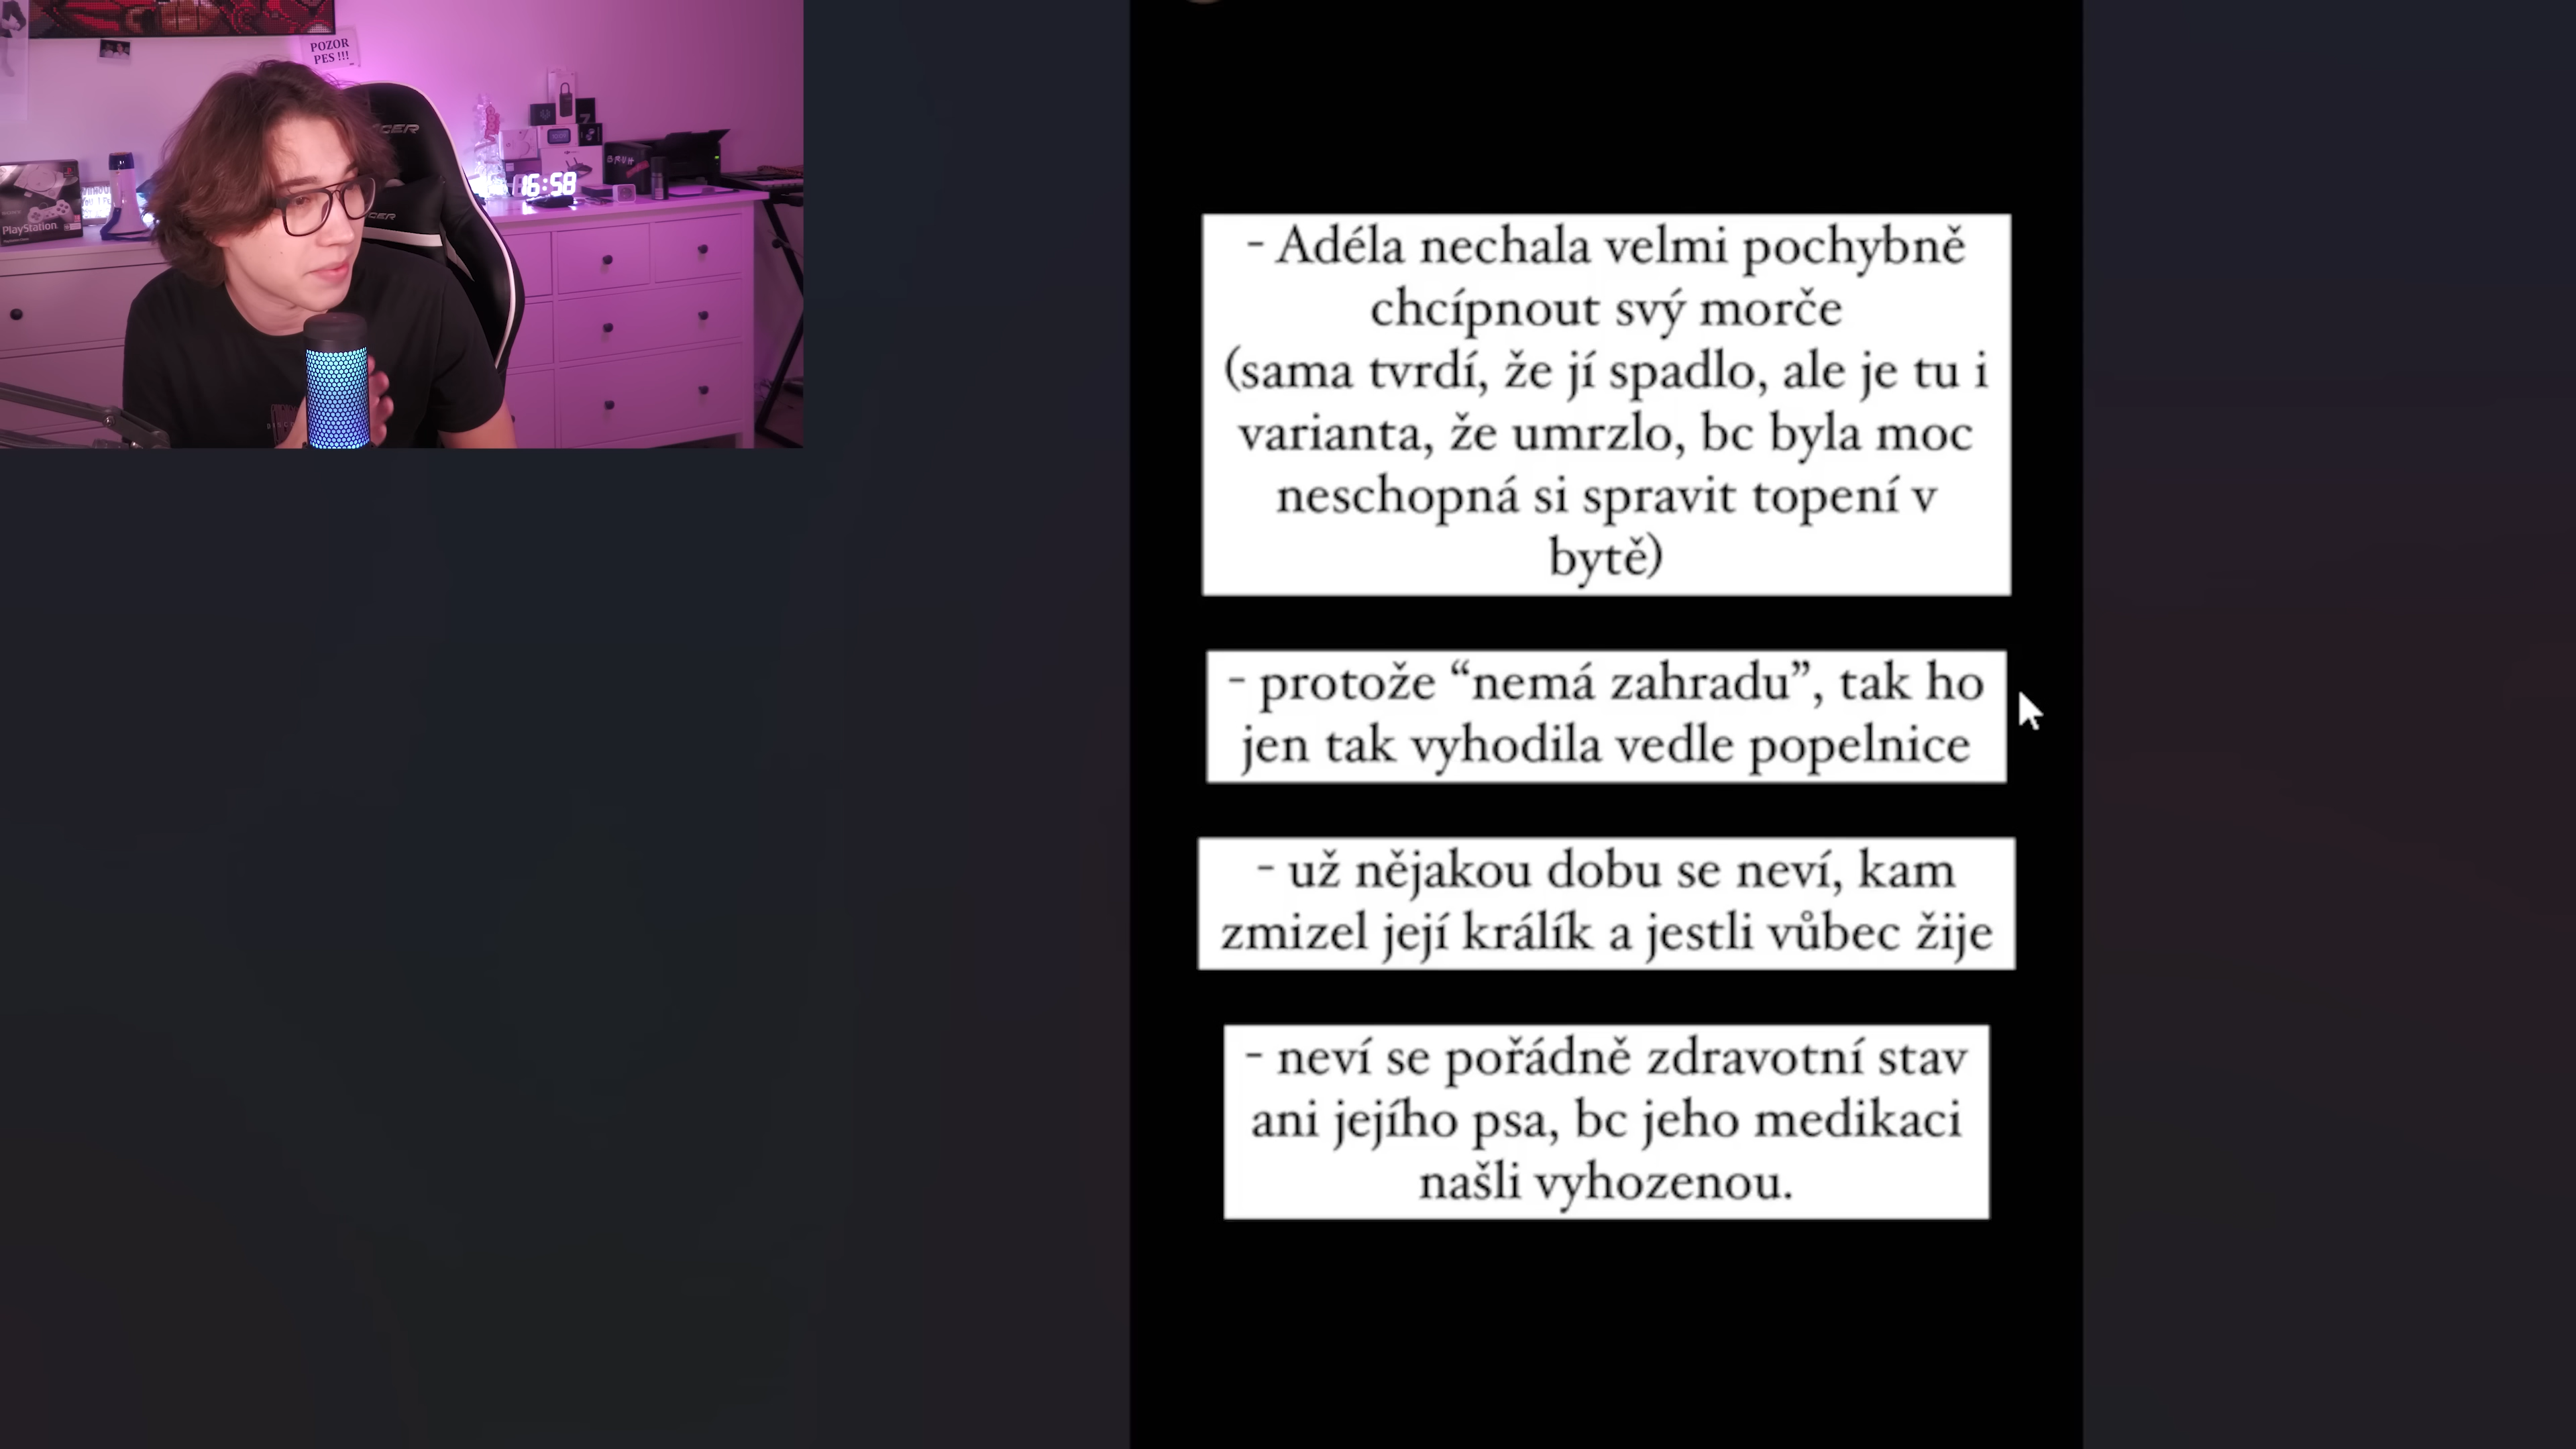 POZOR
PES !!!
PlayStation
16:58
BRUH
- Adéla nechala velmi pochybně
chcípnout svý morče
(sama tvrdí, že jí spadlo, ale je tu i
varianta, že umrzlo, bc byla moc
neschopná si spravit topení v
bytě)
- protože “nemá zahradu”, tak ho
jen tak vyhodila vedle popelnice
- už nějakou dobu se neví, kam
zmizel její králík a jestli vůbec žije
- neví se pořádně zdravotní stav
ani jejího psa, bc jeho medikaci
našli vyhozenou.